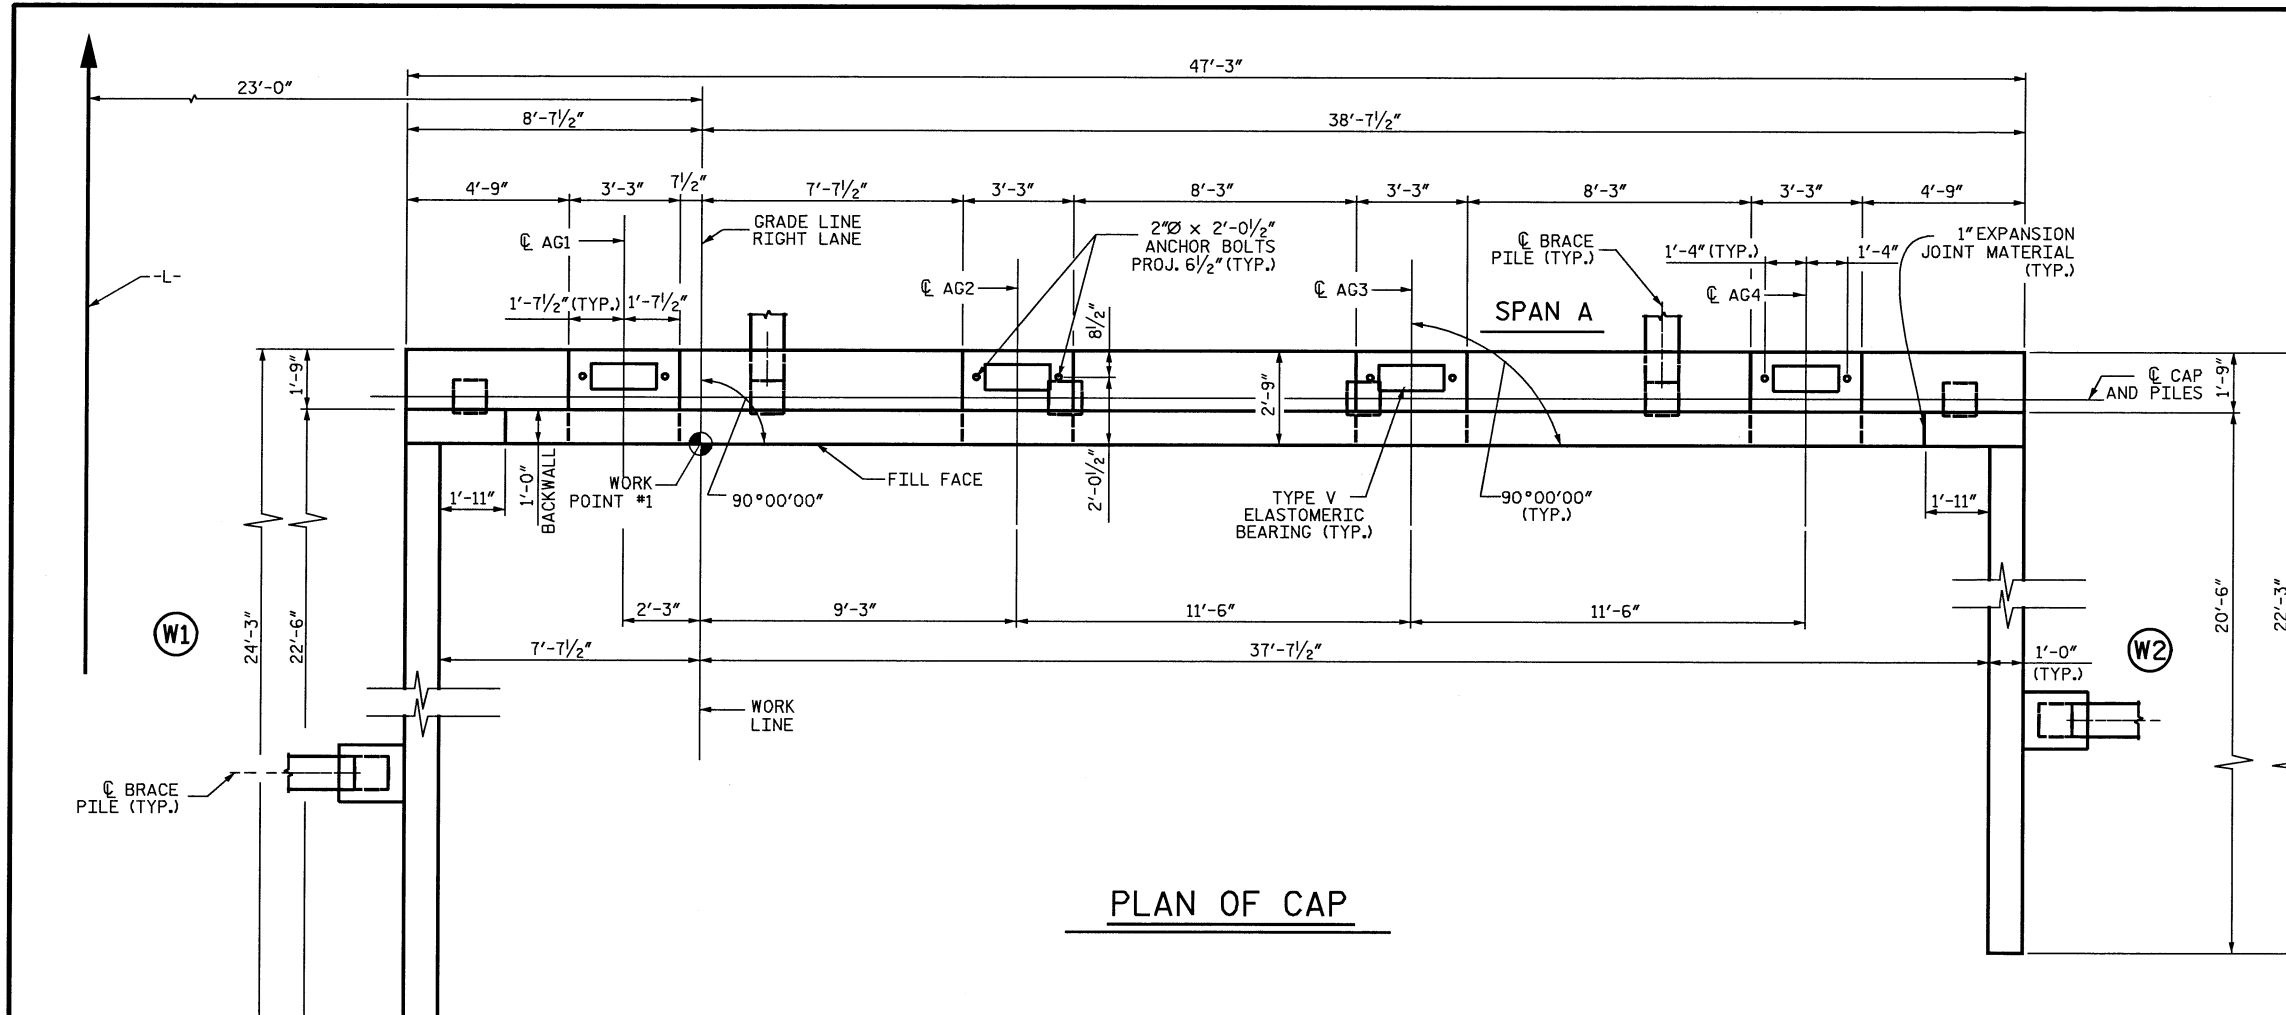 47'-3"
23'-0"
8'-7½"
38'-7½"
4'-9"
3'-3"
7½"
7'-7½"
3'-3"
8'-3"
3'-3"
8'-3"
3'-3"
4'-9"
GRADE LINE
RIGHT LANE
℄ AG1
2"Ø x 2'-0½"
ANCHOR BOLTS
PROJ. 6½" (TYP.)
℄ BRACE
PILE (TYP.)
1'-4" (TYP.)
1'-4"
1" EXPANSION
JOINT MATERIAL
(TYP.)
-L-
℄ AG2
℄ AG3
℄ AG4
1'-7½" (TYP.)
1'-7½"
8½"
SPAN A
1'-9"
2'-9"
1'-9"
℄ CAP
AND PILES
1'-11"
1'-0"
BACKWALL
WORK
POINT #1
90°00'00"
FILL FACE
2'-0½"
TYPE V
ELASTOMERIC
BEARING (TYP.)
90°00'00"
(TYP.)
1'-11"
W1
24'-3"
22'-6"
2'-3"
9'-3"
11'-6"
11'-6"
7'-7½"
37'-7½"
1'-0"
(TYP.)
W2
20'-6"
22'-3"
WORK
LINE
℄ BRACE
PILE (TYP.)
PLAN OF CAP